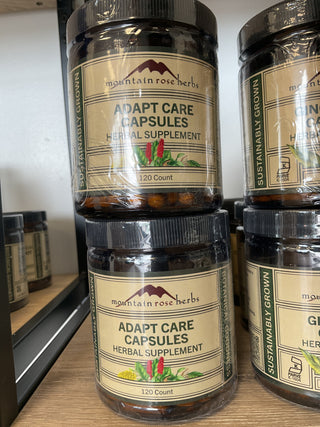 SUSTAINABLY GROWN
mountain rose herbs
ADAPT CARE
CAPSULES
HERBAL SUPPLEMENT
120 Count
SUSTAINABLY GROWN
mountain rose herbs
ADAPT CARE
CAPSULES
HERBAL SUPPLEMENT
120 Count
SUSTAINABLY GROWN
SUSTAINABLY GROWN